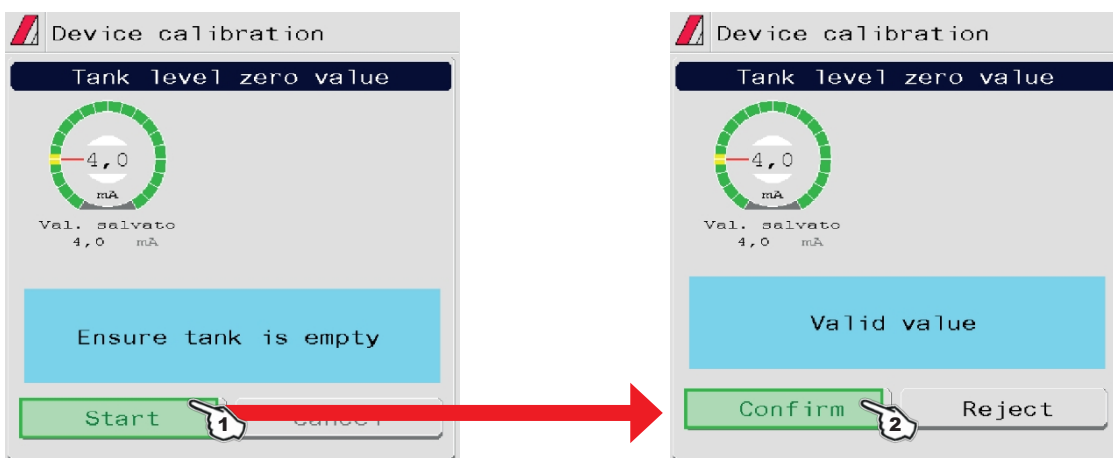 Device calibration
Tank level zero value
4,0
mA
Val. salvato
4,0 mA
Ensure tank is empty
Start
1
Device calibration
Tank level zero value
4,0
mA
Val. salvato
4,0 mA
Valid value
Confirm
2
Reject